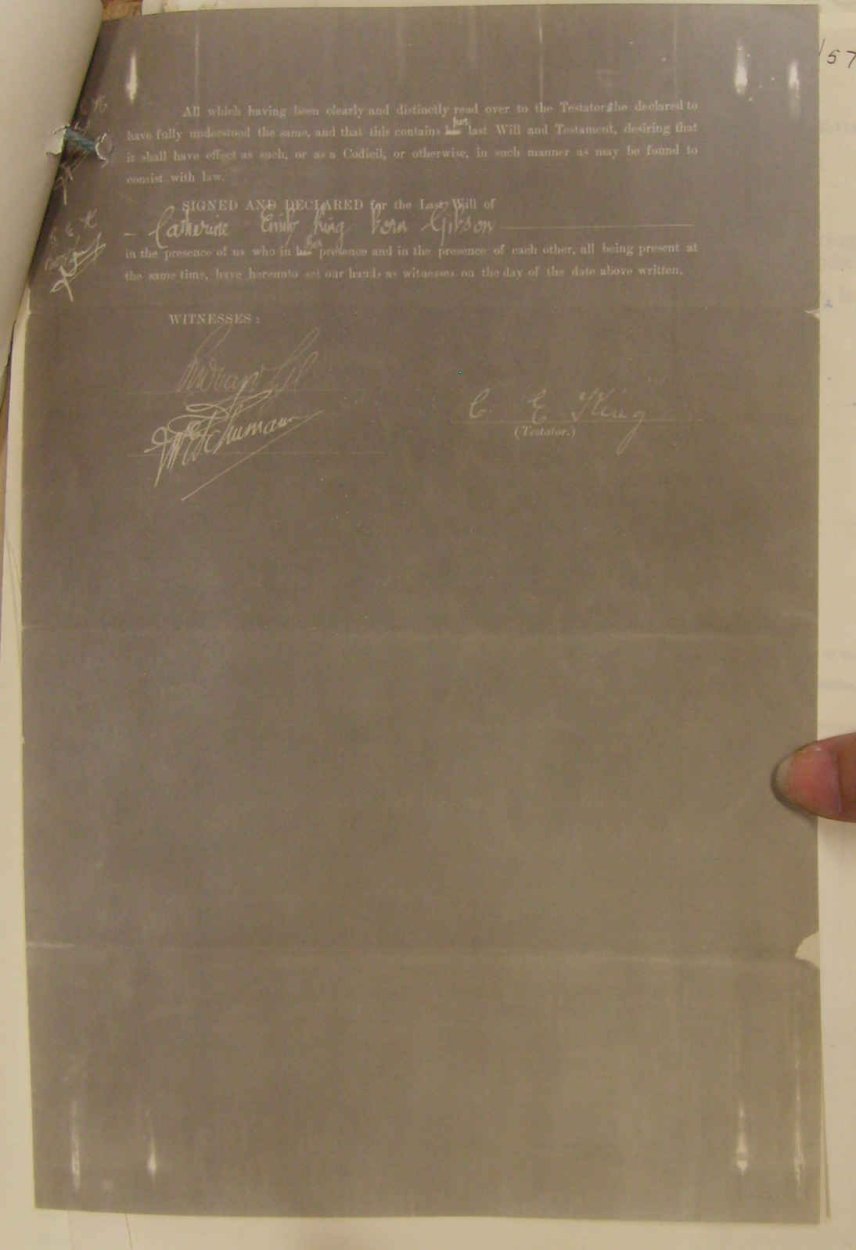 157
All which having been clearly and distinctly read over to the Testator she declared to
have fully understood the same, and that this contains her last Will and Testament, desiring that
it shall have effect as such, or as a Codicil, or otherwise, in such manner as may be found to
consist with law.
SIGNED AND DECLARED for the Last Will of
Catherine Emily King born Gibson
in the presence of us who in her presence and in the presence of each other, all being present at
the same time, have hereunto set our hands as witnesses on the day of the date above written.
WITNESSES :
C E King
(Testator.)